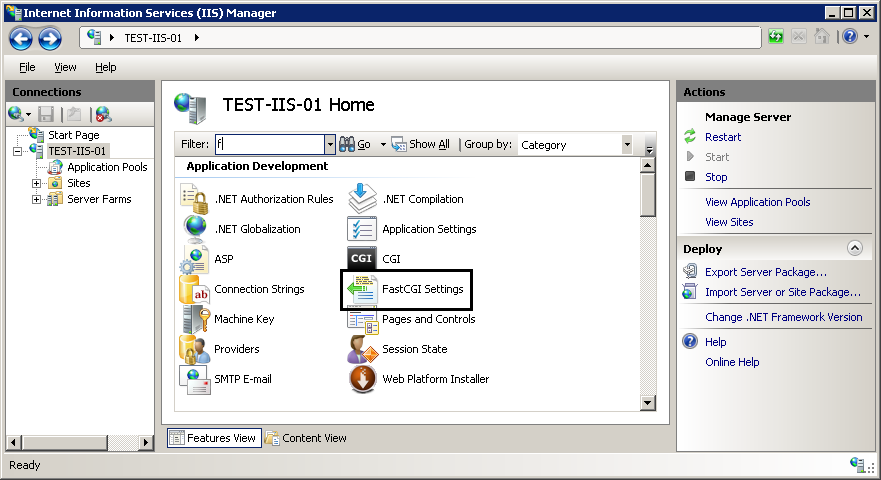 Internet Information Services (IIS) Manager
TEST-IIS-01
File View Help
Connections
Start Page
TEST-IIS-01
Application Pools
Sites
Server Farms
TEST-IIS-01 Home
Filter: f Go Show All Group by: Category
Application Development
.NET Authorization Rules .NET Compilation
.NET Globalization Application Settings
ASP CGI CGI
Connection Strings FastCGI Settings
ab
Machine Key Pages and Controls
Providers Session State
SMTP E-mail Web Platform Installer
Features View Content View
Actions
Manage Server
Restart
Start
Stop
View Application Pools
View Sites
Deploy
Export Server Package...
Import Server or Site Package...
Change .NET Framework Version
Help
Online Help
Ready